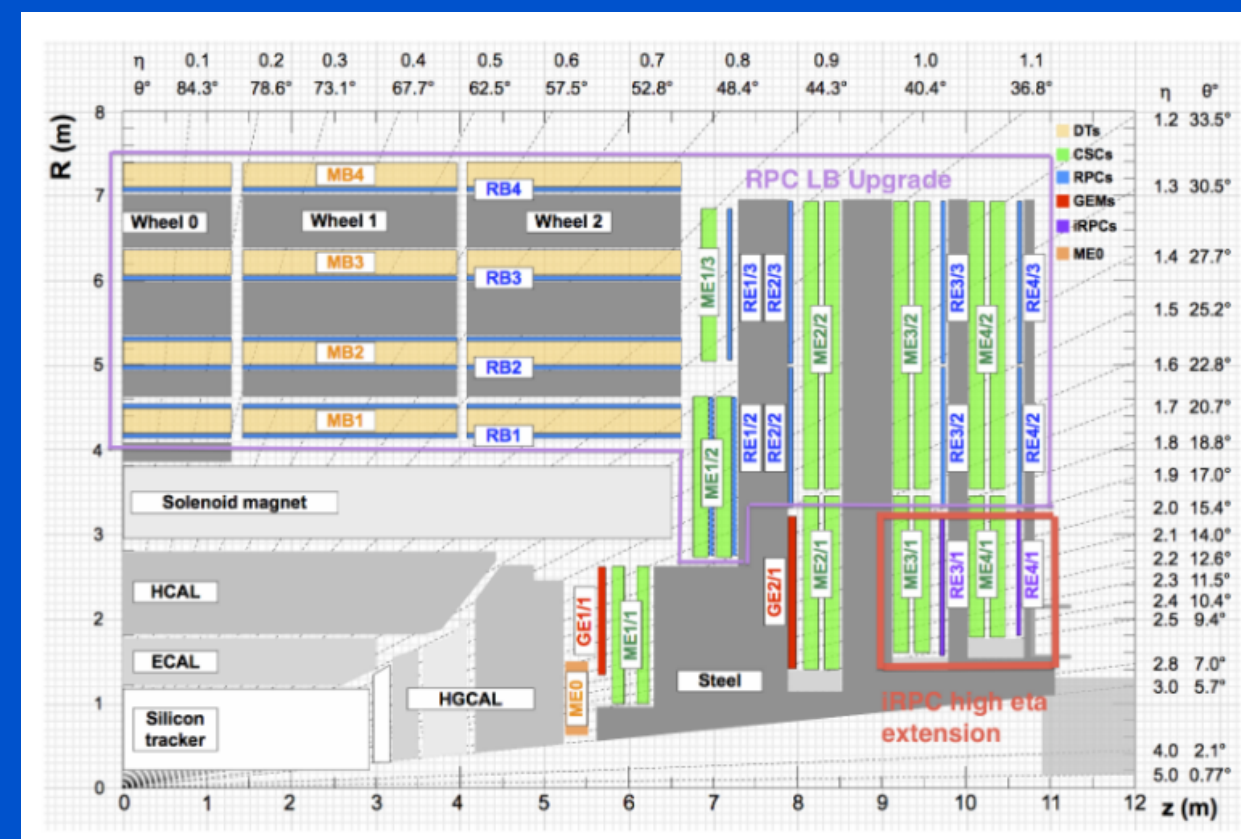 η 0.1 0.2 0.3 0.4 0.5 0.6 0.7 0.8 0.9 1.0 1.1
θ° 84.3° 78.6° 73.1° 67.7° 62.5° 57.5° 52.8° 48.4° 44.3° 40.4° 36.8° η θ°
R (m)
8
7
6
5
4
3
2
1
0
1.2 33.5°
1.3 30.5°
1.4 27.7°
1.5 25.2°
1.6 22.8°
1.7 20.7°
1.8 18.8°
1.9 17.0°
2.0 15.4°
2.1 14.0°
2.2 12.6°
2.3 11.5°
2.4 10.4°
2.5 9.4°
2.8 7.0°
3.0 5.7°
4.0 2.1°
5.0 0.77°
DTs
CSCs
RPCs
GEMs
iRPCs
ME0
RPC LB Upgrade
MB4
RB4
Wheel 0 Wheel 1 Wheel 2
MB3
RB3
MB2
RB2
MB1
RB1
ME1/3
RE1/3
RE2/3
ME2/2
ME3/2
RE3/3
ME4/2
RE4/3
ME1/2
RE1/2
RE2/2
RE3/2
RE4/2
Solenoid magnet
HCAL
ECAL
Silicon
tracker
HGCAL
ME0
GE1/1
ME1/1
Steel
GE2/1
ME2/1
ME3/1
RE3/1
ME4/1
RE4/1
iRPC high eta
extension
0 1 2 3 4 5 6 7 8 9 10 11 12 z (m)